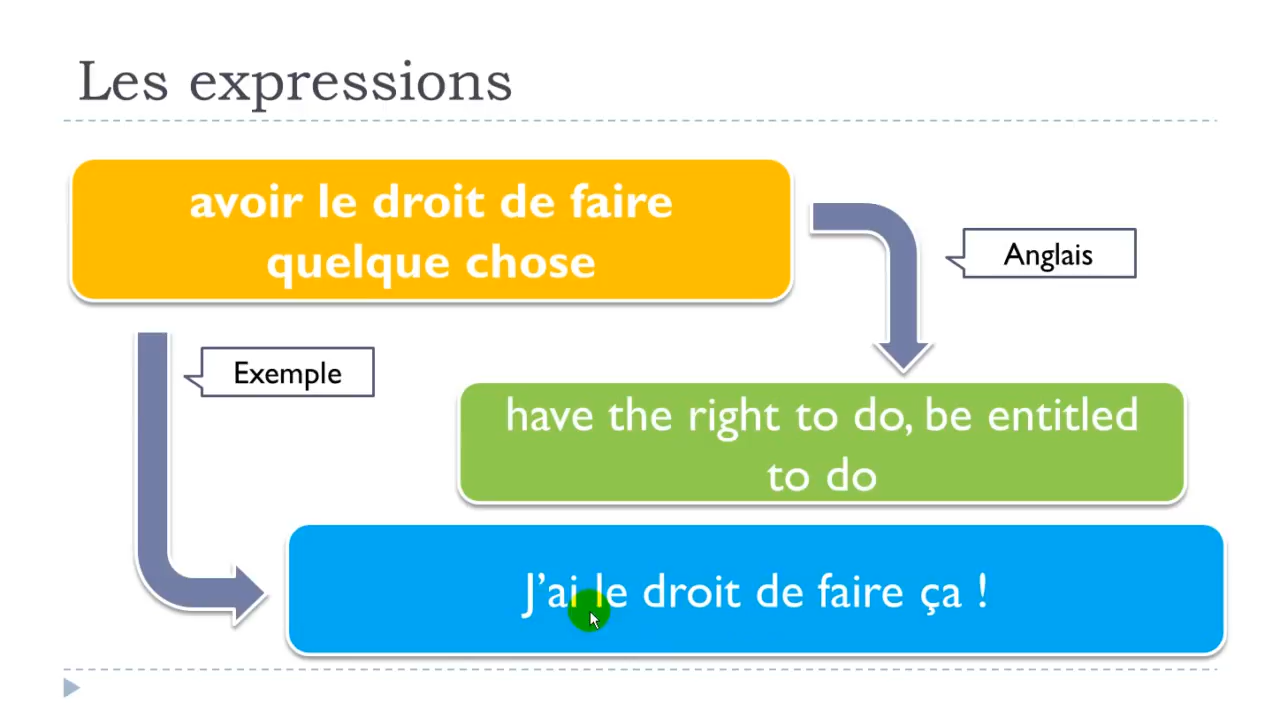 Les expressions
avoir le droit de faire
quelque chose
Anglais
Exemple
have the right to do, be entitled
to do
J’ai le droit de faire ça !